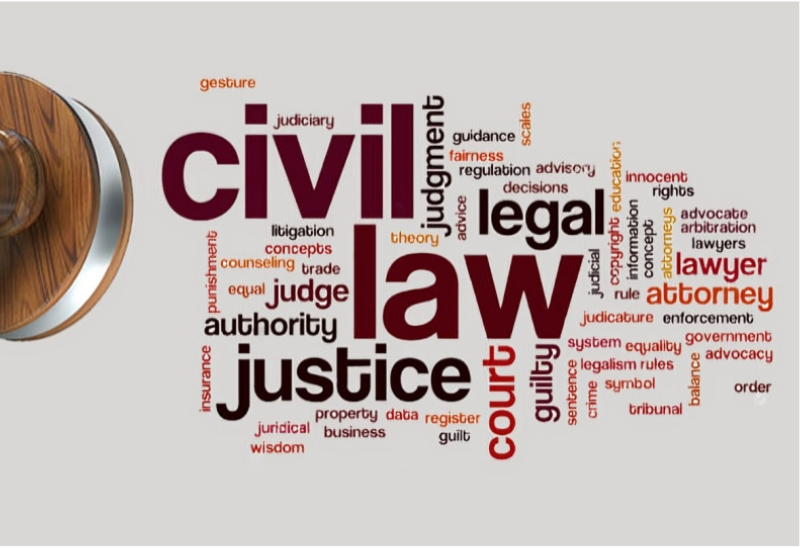 gesture
judiciary
civil
judgment
guidance
scales
fairness
regulation
advisory
decisions
advice
legal
education
innocent
rights
litigation
concepts
theory
punishment
counseling
trade
equal
judge
law
judicial
copyright
information
concept
attorneys
advocate
arbitration
lawyers
lawyer
rule
attorney
authority
judicature
enforcement
justice
insurance
court
guilty
system
equality
government
advocacy
sentence
legalism
rules
crime
symbol
balance
order
tribunal
property
data
register
juridical
business
guilt
wisdom